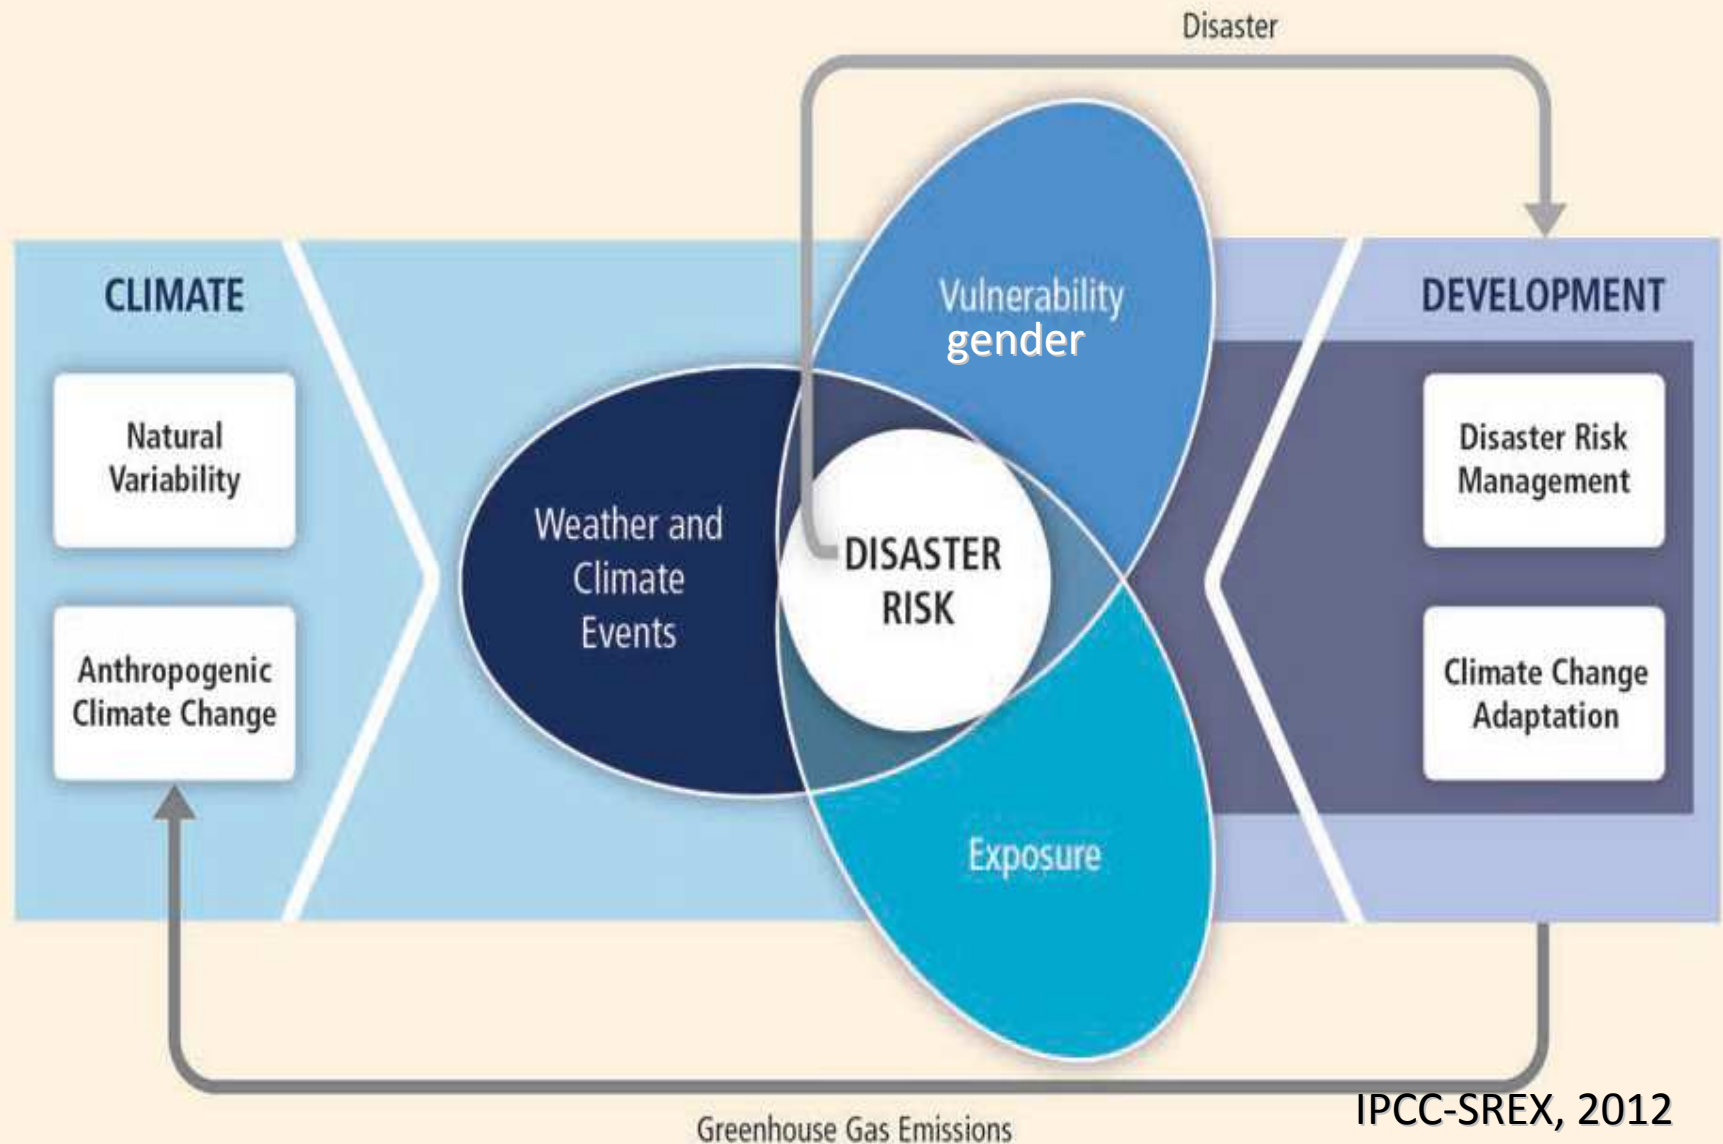 Disaster
CLIMATE
Natural
Variability
Anthropogenic
Climate Change
Weather and
Climate
Events
Vulnerability
gender
DISASTER
RISK
Exposure
DEVELOPMENT
Disaster Risk
Management
Climate Change
Adaptation
Greenhouse Gas Emissions
IPCC-SREX, 2012